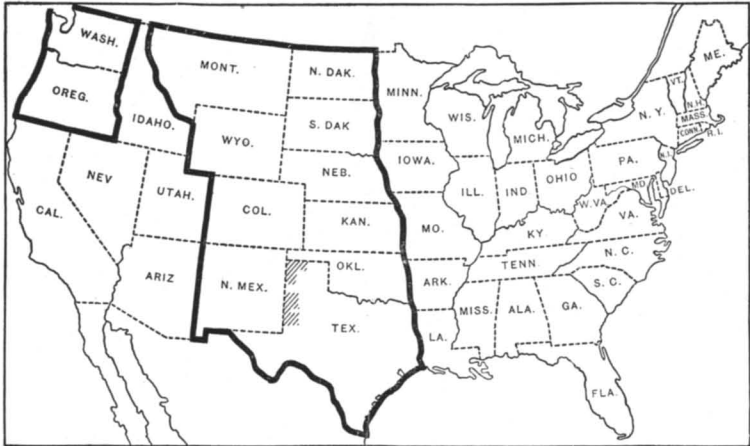 WASH.
OREG.
IDAHO.
MONT.
WYO.
N. DAK.
S. DAK
NEB.
KAN.
OKL.
TEX.
N. MEX.
COL.
UTAH.
NEV
CAL.
ARIZ
MINN.
IOWA.
MO.
ARK.
LA.
WIS.
ILL.
MICH.
IND
OHIO
KY.
TENN.
MISS.
ALA.
GA.
FLA.
S. C.
N. C.
VA.
W. VA.
MD.
DEL.
PA.
N.J.
N. Y.
CONN.
R. I.
MASS.
N.H.
VT.
ME.